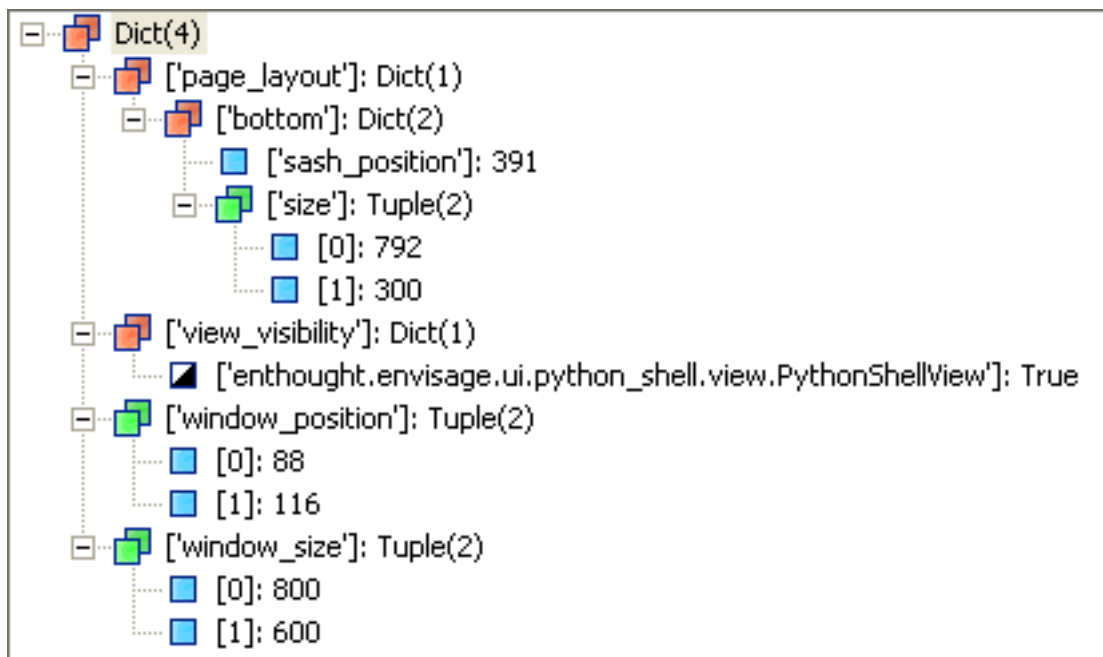 Dict(4)
['page_layout']: Dict(1)
['bottom']: Dict(2)
['sash_position']: 391
['size']: Tuple(2)
[0]: 792
[1]: 300
['view_visibility']: Dict(1)
['enthought.envisage.ui.python_shell.view.PythonShellView']: True
['window_position']: Tuple(2)
[0]: 88
[1]: 116
['window_size']: Tuple(2)
[0]: 800
[1]: 600